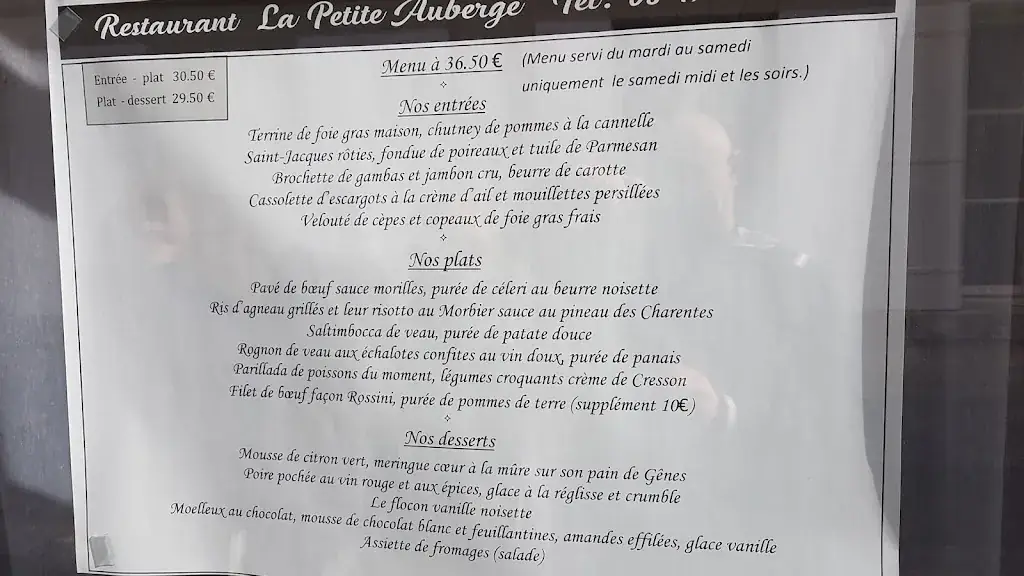 Restaurant La Petite Auberge Tel.
Entrée - plat 30.50 €
Plat - dessert 29.50 €
Menu à 36.50 € (Menu servi du mardi au samedi
uniquement le samedi midi et les soirs.)
Nos entrées
Terrine de foie gras maison, chutney de pommes à la cannelle
Saint-Jacques rôties, fondue de poireaux et tuile de Parmesan
Brochette de gambas et jambon cru, beurre de carotte
Cassolette d'escargots à la crème d'ail et mouillettes persillées
Velouté de cèpes et copeaux de foie gras frais
Nos plats
Pavé de bœuf sauce morilles, purée de céleri au beurre noisette
Ris d'agneau grillés et leur risotto au Morbier sauce au pineau des Charentes
Saltimbocca de veau, purée de patate douce
Rognon de veau aux échalotes confites au vin doux, purée de panais
Parillada de poissons du moment, légumes croquants crème de Cresson
Filet de bœuf façon Rossini, purée de pommes de terre (supplément 10€)
Nos desserts
Mousse de citron vert, meringue cœur à la mûre sur son pain de Gênes
Poire pochée au vin rouge et aux épices, glace à la réglisse et crumble
Le flocon vanille noisette
Moelleux au chocolat, mousse de chocolat blanc et feuillantines, amandes effilées, glace vanille
Assiette de fromages (salade)